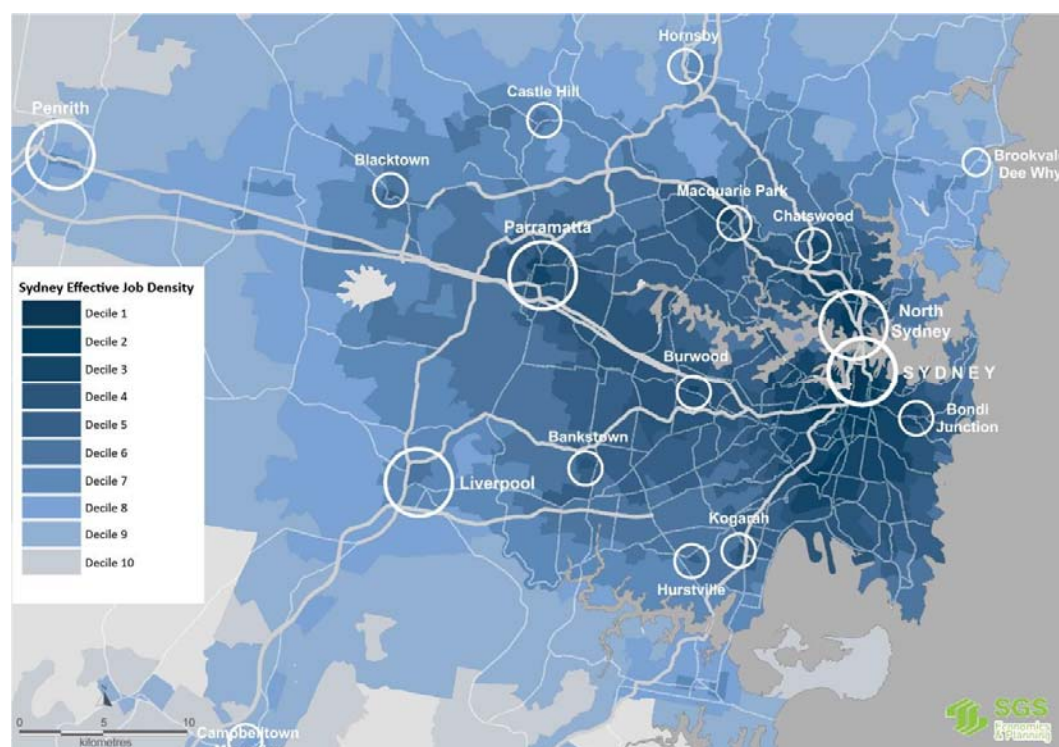 Hornsby
Castle Hill
Penrith
Blacktown
Brookvale
Dee Why
Macquarie Park
Chatswood
Parramatta
Sydney Effective Job Density
Decile 1
Decile 2
Decile 3
Decile 4
Decile 5
Decile 6
Decile 7
Decile 8
Decile 9
Decile 10
North
Sydney
SYDNEY
Burwood
Bondi
Junction
Bankstown
Liverpool
Kogarah
Hurstville
0 5 10
kilometres
Campbelltown
SGS
Economics
& Planning